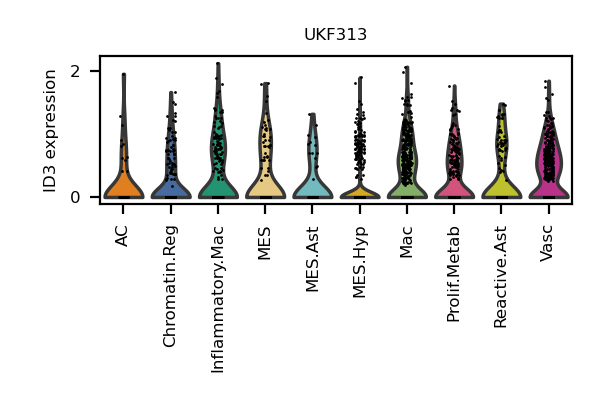 UKF313
ID3 expression
2
0
AC
Chromatin.Reg
Inflammatory.Mac
MES
MES.Ast
MES.Hyp
Mac
Prolif.Metab
Reactive.Ast
Vasc